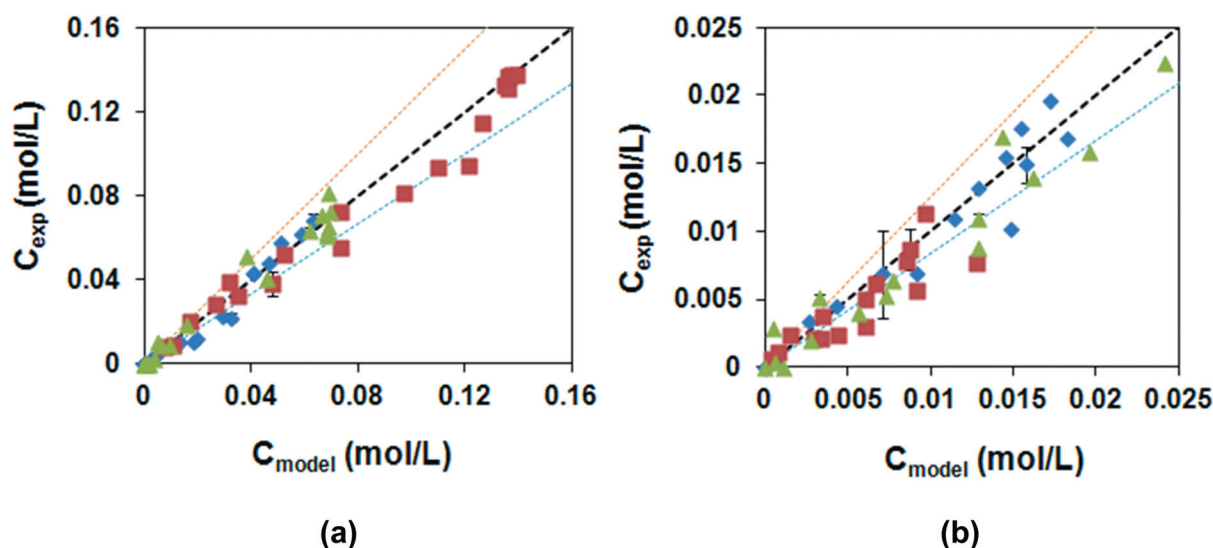 0.16
0.12
0.08
0.04
0
C_exp (mol/L)
0 0.04 0.08 0.12 0.16
C_model (mol/L)
(a)
0.025
0.02
0.015
0.01
0.005
0
C_exp (mol/L)
0 0.005 0.01 0.015 0.02 0.025
C_model (mol/L)
(b)